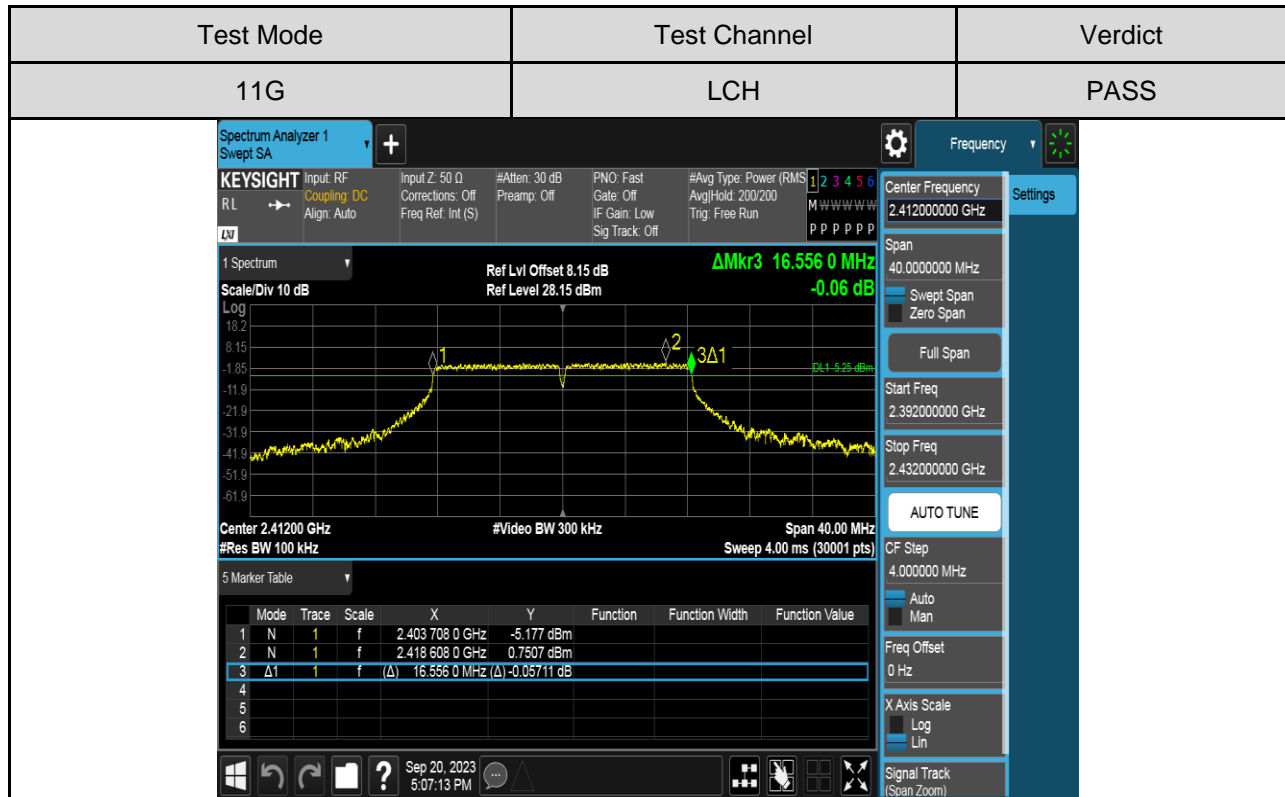 Test Mode Test Channel Verdict
11G LCH PASS
Spectrum Analyzer 1
Swept SA
+
Frequency
KEYSIGHT
RL
LXI
Input: RF
Coupling: DC
Align: Auto
Input Z: 50 Ω
Corrections: Off
Freq Ref: Int (S)
#Atten: 30 dB
Preamp: Off
PNO: Fast
Gate: Off
IF Gain: Low
Sig Track: Off
#Avg Type: Power (RMS
Avg|Hold: 200/200
Trig: Free Run
1 2 3 4 5 6
M W W W W W
P P P P P P
1 Spectrum
Scale/Div 10 dB
Ref Lvl Offset 8.15 dB
Ref Level 28.15 dBm
ΔMkr3 16.556 0 MHz
-0.06 dB
Log
18.2
8.15
-1.85
-11.9
-21.9
-31.9
-41.9
-51.9
-61.9
1
2
3Δ1
DL1 -5.25 dBm
Center 2.41200 GHz
#Video BW 300 kHz
Span 40.00 MHz
#Res BW 100 kHz
Sweep 4.00 ms (30001 pts)
5 Marker Table
Mode Trace Scale X Y Function Function Width Function Value
1 N 1 f 2.403 708 0 GHz -5.177 dBm
2 N 1 f 2.418 608 0 GHz 0.7507 dBm
3 Δ1 1 f (Δ) 16.556 0 MHz (Δ) -0.05711 dB
4
5
6
?
Sep 20, 2023
5:07:13 PM
Center Frequency
2.412000000 GHz
Settings
Span
40.0000000 MHz
Swept Span
Zero Span
Full Span
Start Freq
2.392000000 GHz
Stop Freq
2.432000000 GHz
AUTO TUNE
CF Step
4.000000 MHz
Auto
Man
Freq Offset
0 Hz
X Axis Scale
Log
Lin
Signal Track
(Span Zoom)